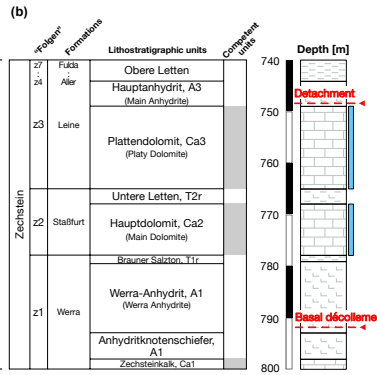 (b)
"Folgen"
Formations
Lithostratigraphic units
Competent
units
Depth [m]
Zechstein
z7
:
z4
Fulda
:
Aller
Obere Letten
z3
Leine
Hauptanhydrit, A3
(Main Anhydrite)
Plattendolomit, Ca3
(Platy Dolomite)
z2
Staßfurt
Untere Letten, T2r
Hauptdolomit, Ca2
(Main Dolomite)
z1
Werra
Brauner Salzton, T1r
Werra-Anhydrit, A1
(Werra Anhydrite)
Anhydritknotenschiefer,
A1
Zechsteinkalk, Ca1
740
Detachment
750
760
770
780
790
Basal décolleme
800